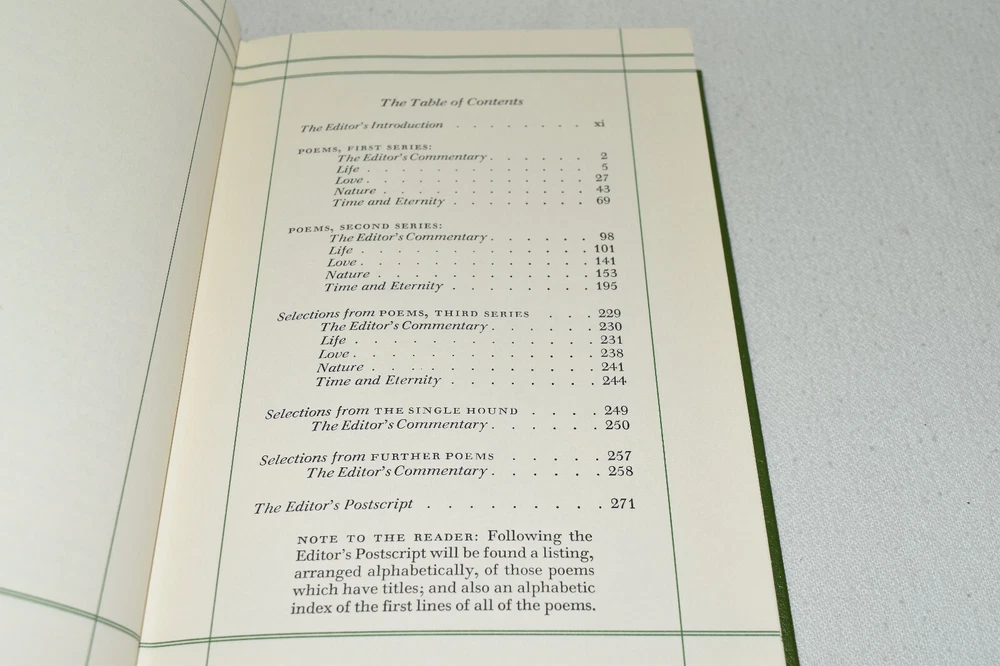 The Table of Contents
The Editor's Introduction . . . . . . . . xi
POEMS, FIRST SERIES:
The Editor's Commentary . . . . . . 2
Life . . . . . . . . . . . . 5
Love . . . . . . . . . . . . 27
Nature . . . . . . . . . . . 43
Time and Eternity . . . . . . . . 69
POEMS, SECOND SERIES:
The Editor's Commentary . . . . . . 98
Life . . . . . . . . . . . . 101
Love . . . . . . . . . . . . 141
Nature . . . . . . . . . . . 153
Time and Eternity . . . . . . . . 195
Selections from POEMS, THIRD SERIES . . . 229
The Editor's Commentary . . . . . . 230
Life . . . . . . . . . . . . 231
Love . . . . . . . . . . . . 238
Nature . . . . . . . . . . . 241
Time and Eternity . . . . . . . . 244
Selections from THE SINGLE HOUND . . . . 249
The Editor's Commentary . . . . . . 250
Selections from FURTHER POEMS . . . . . 257
The Editor's Commentary . . . . . . 258
The Editor's Postscript . . . . . . . . . 271
NOTE TO THE READER: Following the
Editor's Postscript will be found a listing,
arranged alphabetically, of those poems
which have titles; and also an alphabetic
index of the first lines of all of the poems.